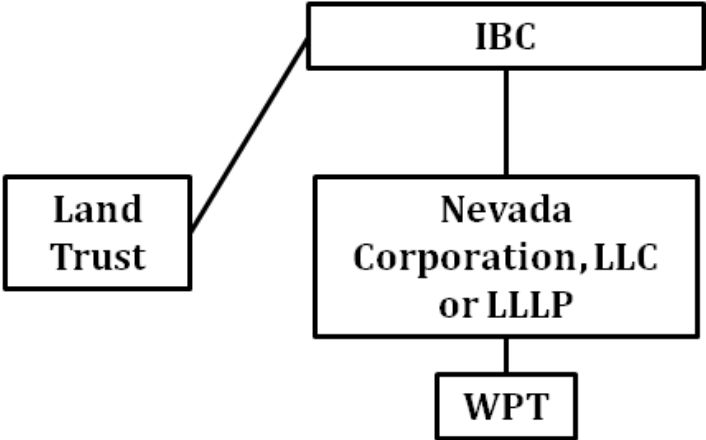 IBC
Land
Trust
Nevada
Corporation, LLC
or LLLP
WPT